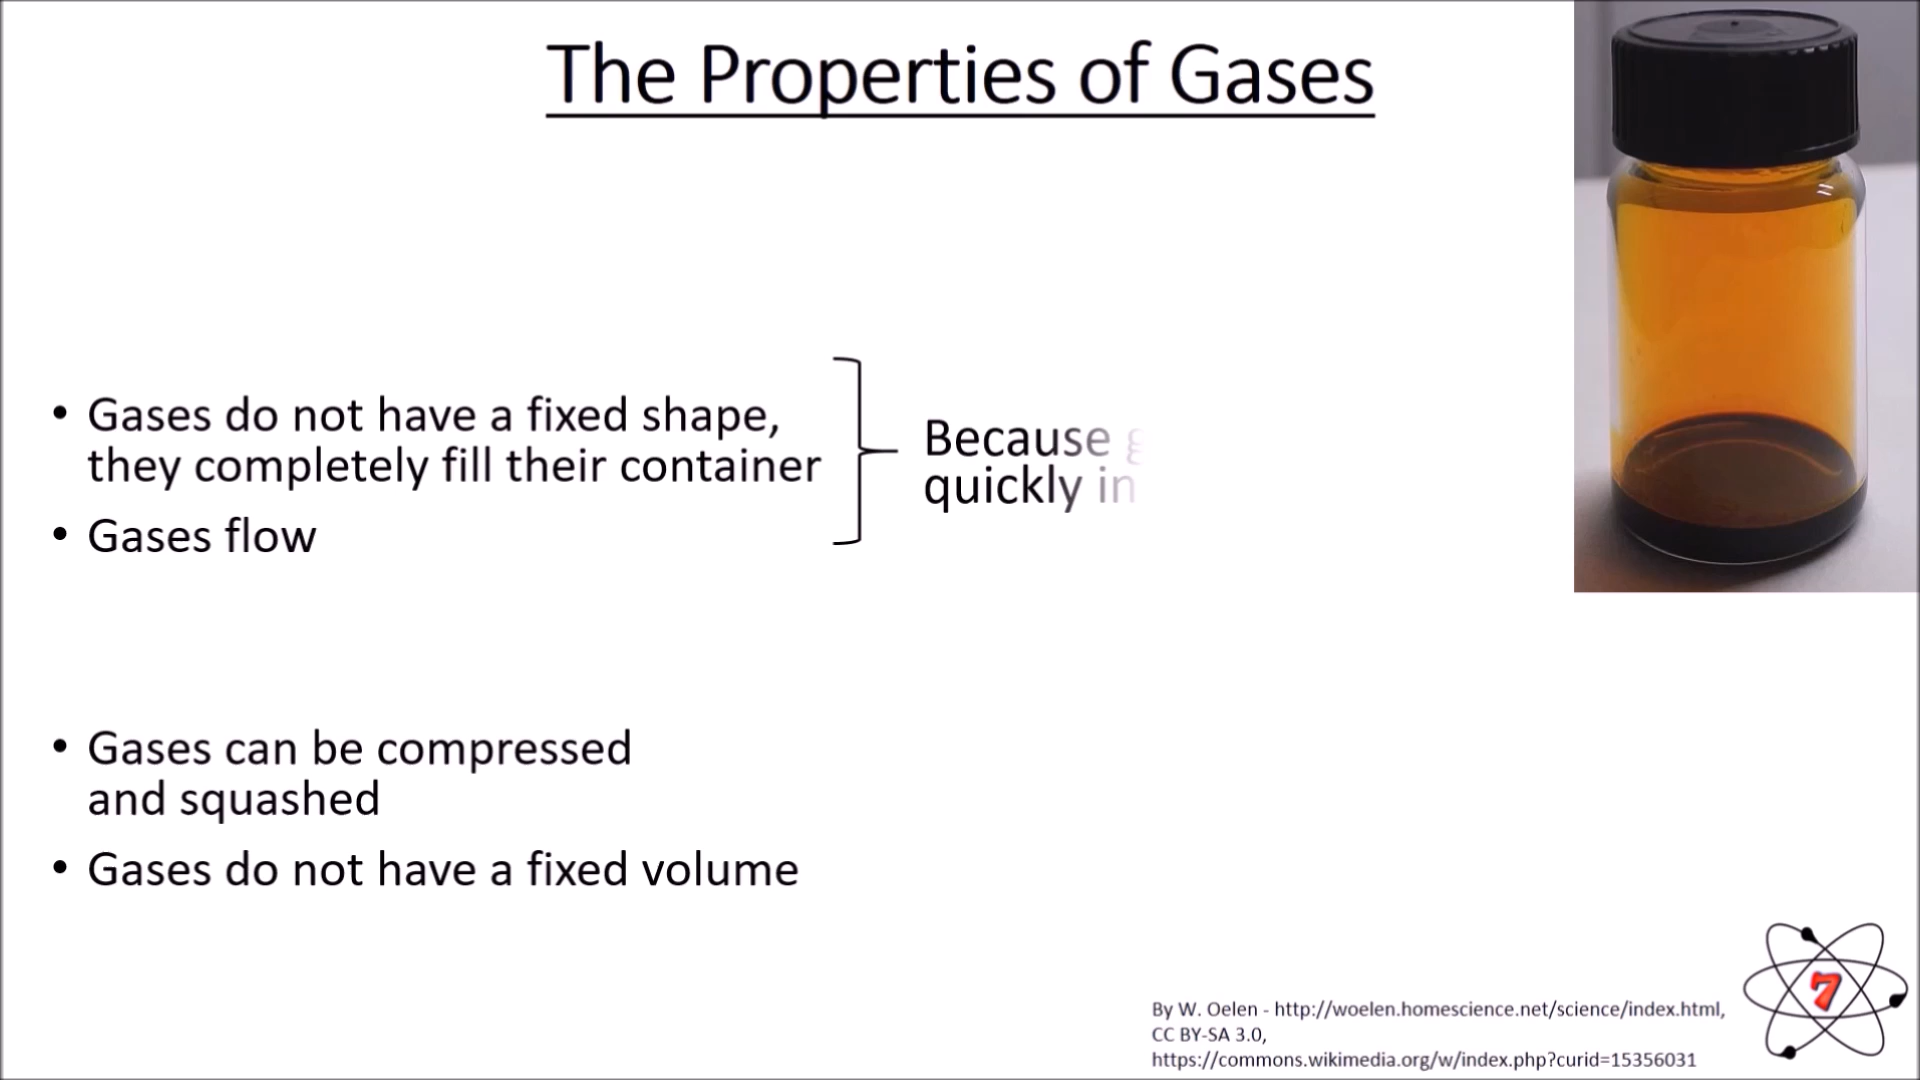 The Properties of Gases
• Gases do not have a fixed shape,
they completely fill their container
• Gases flow
Because
quickly in
• Gases can be compressed
and squashed
• Gases do not have a fixed volume
By W. Oelen - http://woelen.homescience.net/science/index.html,
CC BY-SA 3.0,
https://commons.wikimedia.org/w/index.php?curid=15356031
7